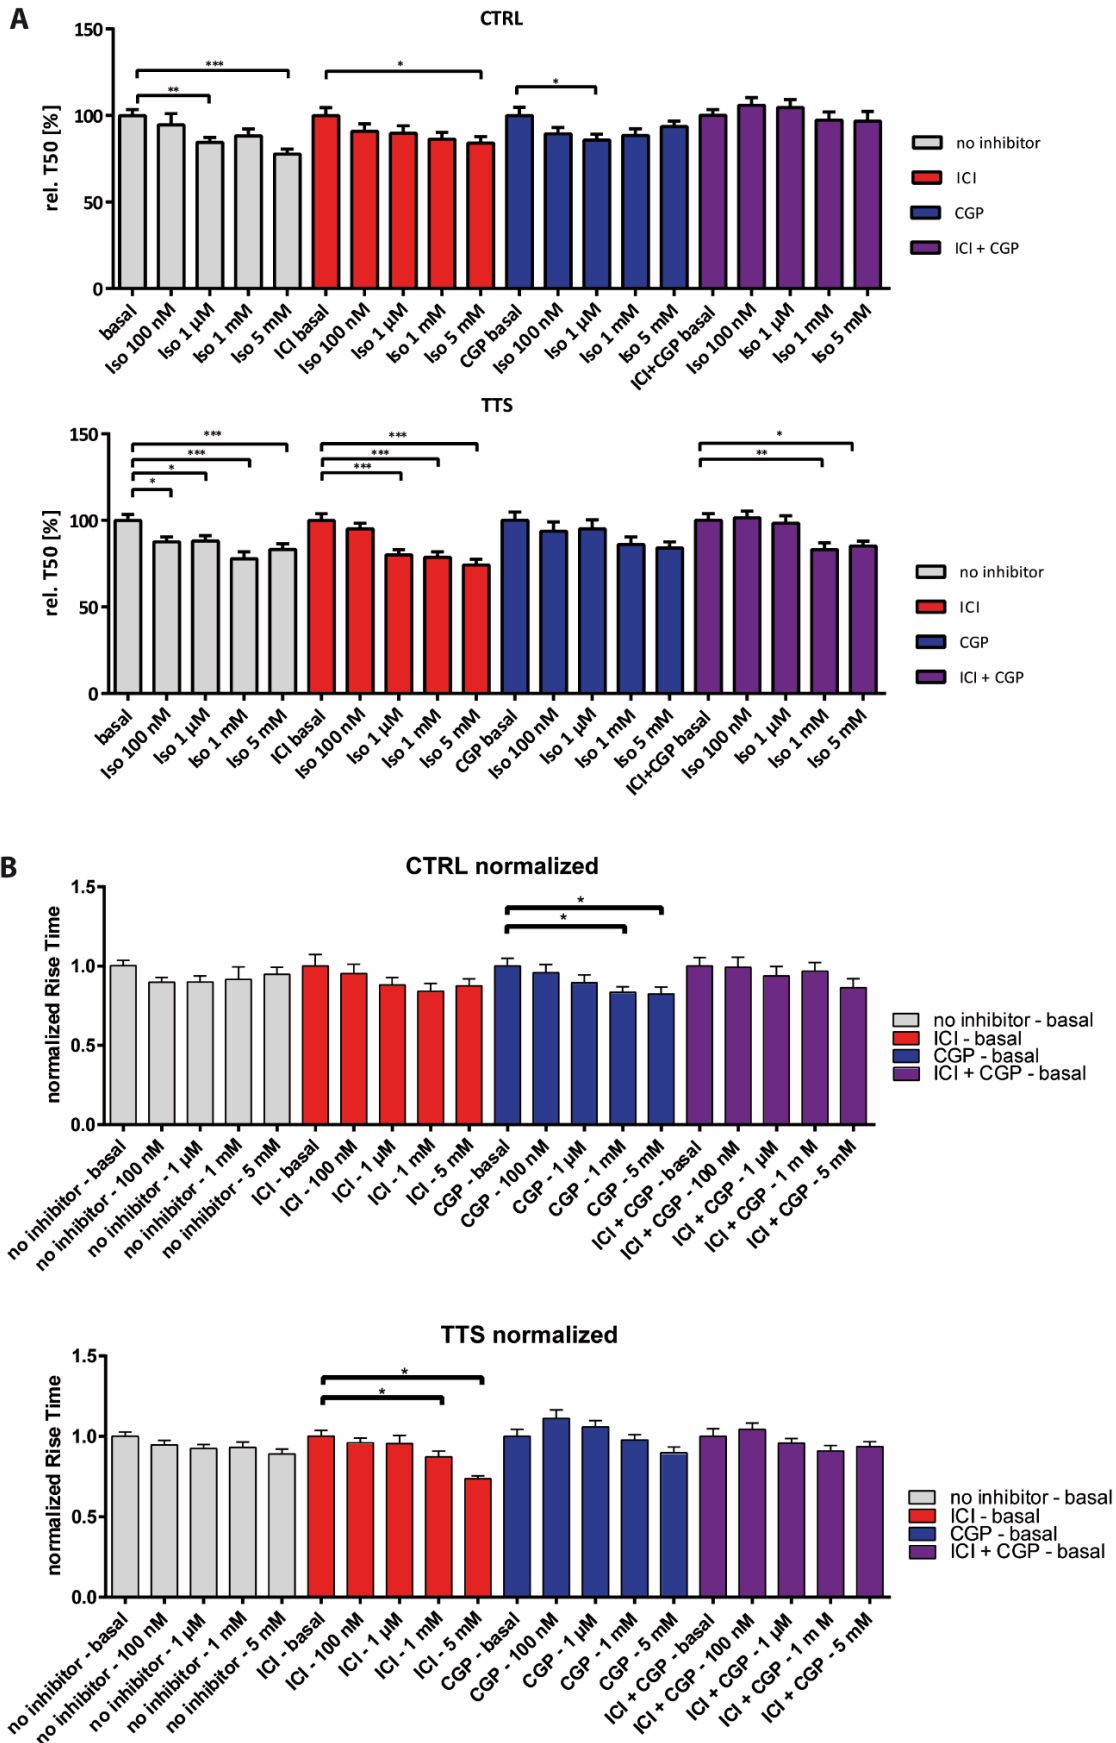 A
CTRL
150
100
50
0
rel. T50 [%]
***
**
*
*
basal
Iso 100 nM
Iso 1 µM
Iso 1 mM
Iso 5 mM
ICI basal
Iso 100 nM
Iso 1 µM
Iso 1 mM
Iso 5 mM
CGP basal
Iso 100 nM
Iso 1 µM
Iso 1 mM
Iso 5 mM
ICI+CGP basal
Iso 100 nM
Iso 1 µM
Iso 1 mM
Iso 5 mM
no inhibitor
ICI
CGP
ICI + CGP
TTS
150
100
50
0
rel. T50 [%]
***
***
*
*
***
***
***
*
**
basal
Iso 100 nM
Iso 1 µM
Iso 1 mM
Iso 5 mM
ICI basal
Iso 100 nM
Iso 1 µM
Iso 1 mM
Iso 5 mM
CGP basal
Iso 100 nM
Iso 1 µM
Iso 1 mM
Iso 5 mM
ICI+CGP basal
Iso 100 nM
Iso 1 µM
Iso 1 mM
Iso 5 mM
no inhibitor
ICI
CGP
ICI + CGP
B
CTRL normalized
1.5
1.0
0.5
0.0
normalized Rise Time
*
*
no inhibitor - basal
no inhibitor - 100 nM
no inhibitor - 1 µM
no inhibitor - 1 mM
no inhibitor - 5 mM
ICI - basal
ICI - 100 nM
ICI - 1 µM
ICI - 1 mM
ICI - 5 mM
CGP - basal
CGP - 100 nM
CGP - 1 µM
CGP - 1 mM
CGP - 5 mM
ICI + CGP - basal
ICI + CGP - 100 nM
ICI + CGP - 1 µM
ICI + CGP - 1 m M
ICI + CGP - 5 mM
no inhibitor - basal
ICI - basal
CGP - basal
ICI + CGP - basal
TTS normalized
1.5
1.0
0.5
0.0
normalized Rise Time
*
*
no inhibitor - basal
no inhibitor - 100 nM
no inhibitor - 1 µM
no inhibitor - 1 mM
no inhibitor - 5 mM
ICI - basal
ICI - 100 nM
ICI - 1 µM
ICI - 1 mM
ICI - 5 mM
CGP - basal
CGP - 100 nM
CGP - 1 µM
CGP - 1 mM
CGP - 5 mM
ICI + CGP - basal
ICI + CGP - 100 nM
ICI + CGP - 1 µM
ICI + CGP - 1 m M
ICI + CGP - 5 mM
no inhibitor - basal
ICI - basal
CGP - basal
ICI + CGP - basal